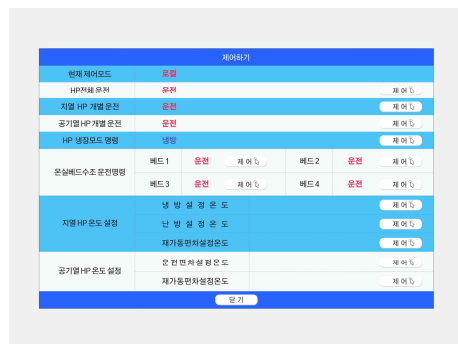 제어하기
현재 제어모드 로컬
HP전체 운전 운전 제 어
지열 HP 개별 운전 운전 제 어
공기열 HP 개별 운전 운전 제 어
HP 냉장모드 명령 냉방 제 어
온실베드수조 운전명령
베드 1 운전 제 어 베드 2 운전 제 어
베드 3 운전 제 어 베드 4 운전 제 어
지열 HP 온도 설정
냉 방 설 정 온 도 제 어
난 방 설 정 온 도 제 어
재가동편차설정온도 제 어
공기열 HP 온도 설정
운 전 편 차 설 정 온 도 제 어
재가동편차설정온도 제 어
닫 기